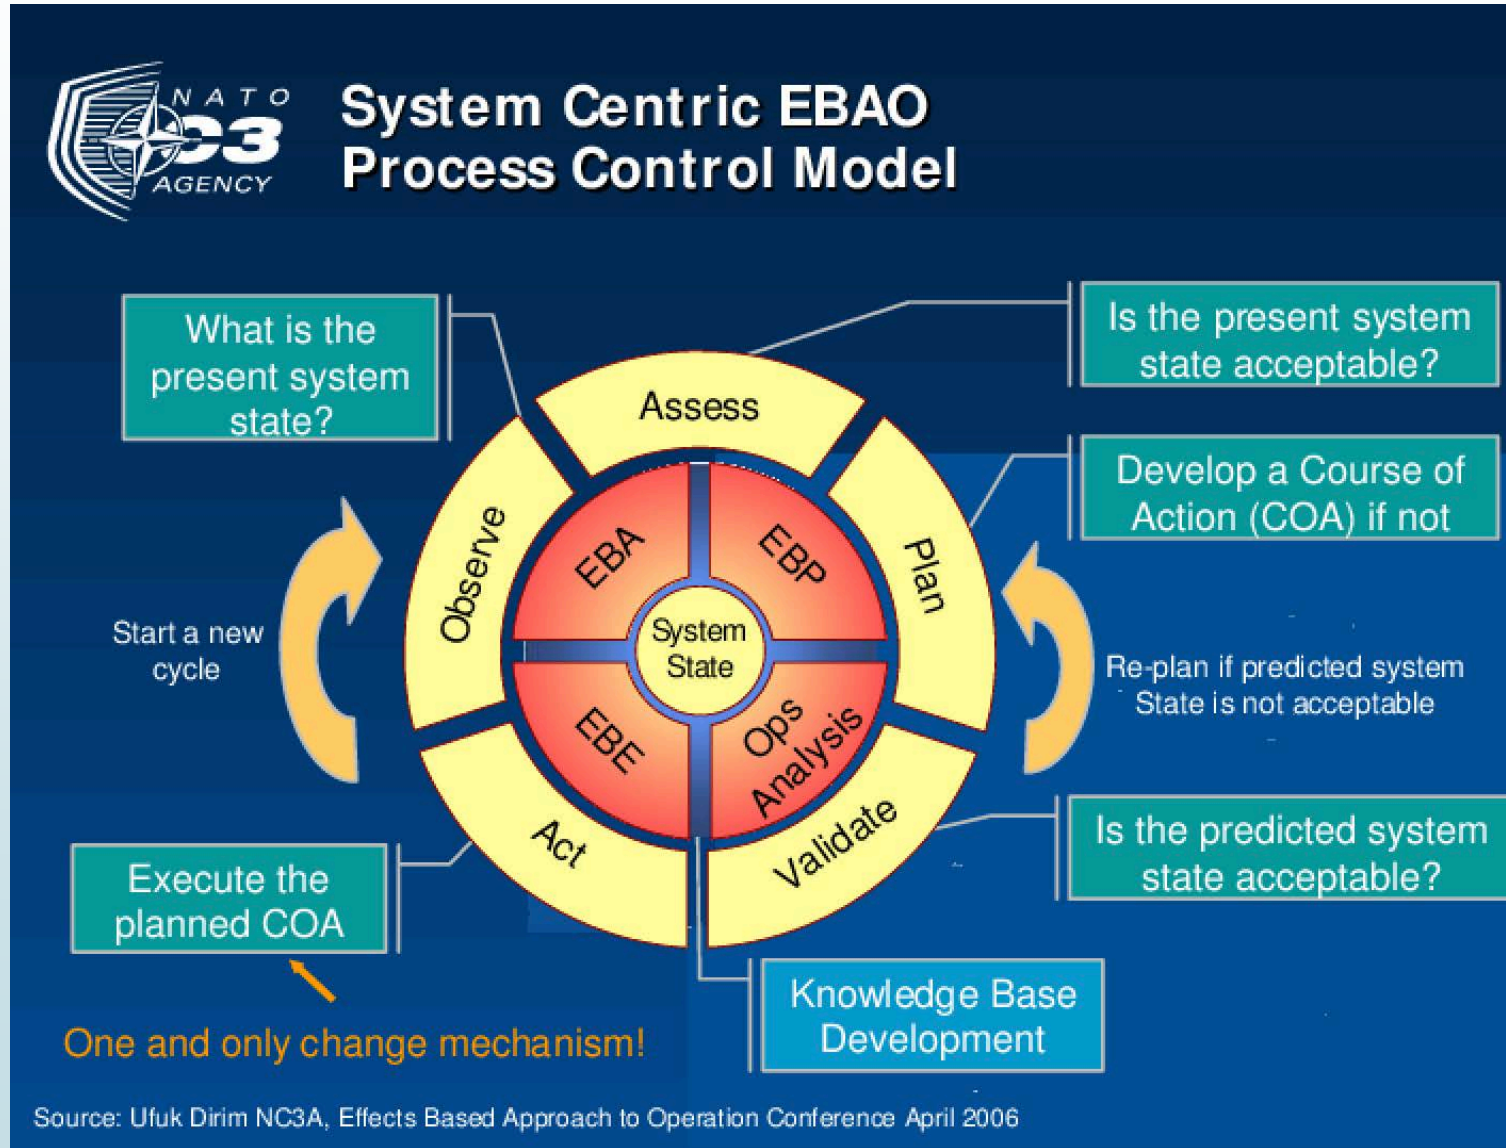 NATO
C3
AGENCY
System Centric EBAO
Process Control Model
What is the
present system
state?
Is the present system
state acceptable?
Assess
Develop a Course of
Action (COA) if not
Observe
EBA
EBP
Plan
System
State
Start a new
cycle
Re-plan if predicted system
State is not acceptable
EBE
Ops
Analysis
Act
Validate
Is the predicted system
state acceptable?
Execute the
planned COA
One and only change mechanism!
Knowledge Base
Development
Source: Ufuk Dirim NC3A, Effects Based Approach to Operation Conference April 2006